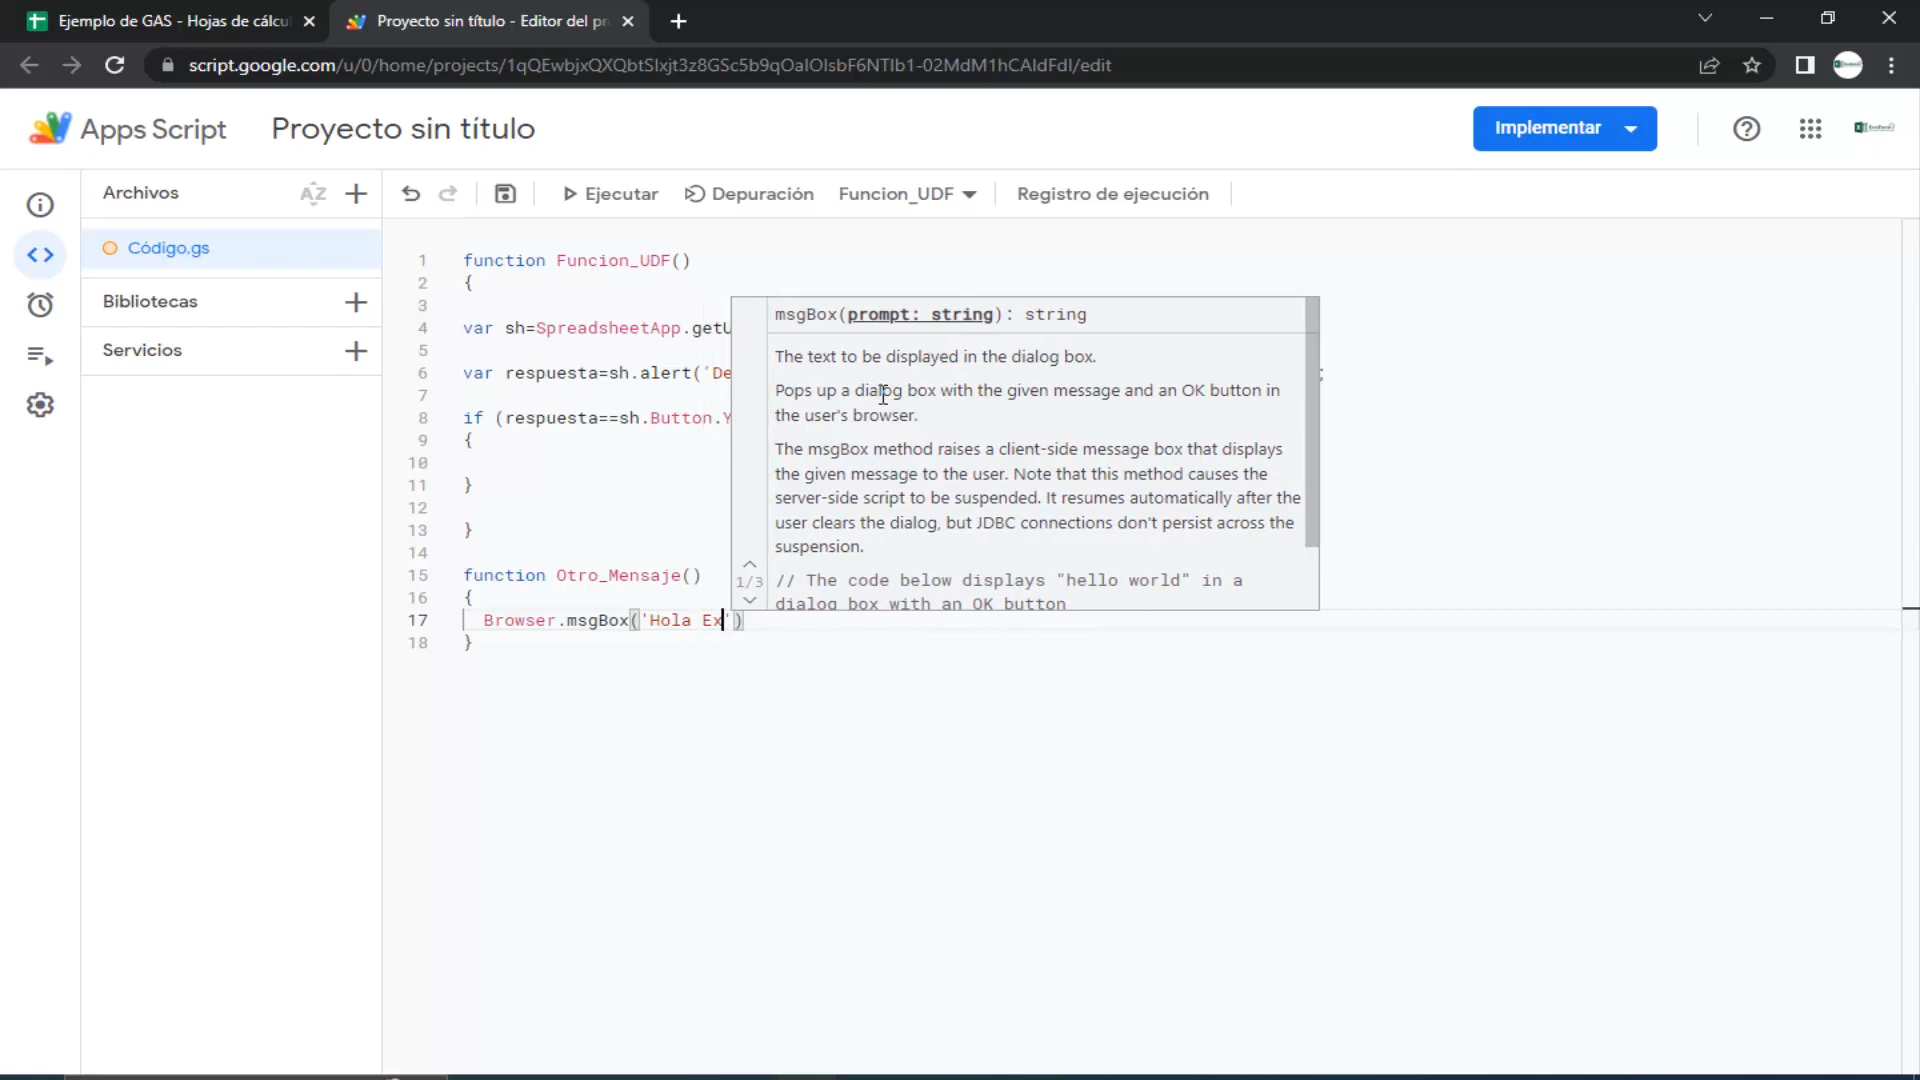 Ejemplo de GAS - Hojas de cálcu
Proyecto sin título - Editor del pr
script.google.com/u/0/home/projects/1qQEwbjxQXQbtSIxjt3z8GSc5b9qOaIOIsbF6NTIb1-02MdM1hCAIdFdI/edit
Apps Script
Proyecto sin título
Implementar
Archivos
AZ
Ejecutar
Depuración
Funcion_UDF
Registro de ejecución
Código.gs
Bibliotecas
Servicios
1 function Funcion_UDF()
2 {
3
4 var sh=SpreadsheetApp.getU
5
6 var respuesta=sh.alert('De ;
7
8 if (respuesta==sh.Button.Y
9 {
10
11 }
12
13 }
14
15 function Otro_Mensaje()
16 {
17 Browser.msgBox('Hola Ex')
18 }
msgBox(prompt: string): string
The text to be displayed in the dialog box.
Pops up a dialog box with the given message and an OK button in
the user's browser.
The msgBox method raises a client-side message box that displays
the given message to the user. Note that this method causes the
server-side script to be suspended. It resumes automatically after the
user clears the dialog, but JDBC connections don't persist across the
suspension.
1/3
// The code below displays "hello world" in a
dialog box with an OK button